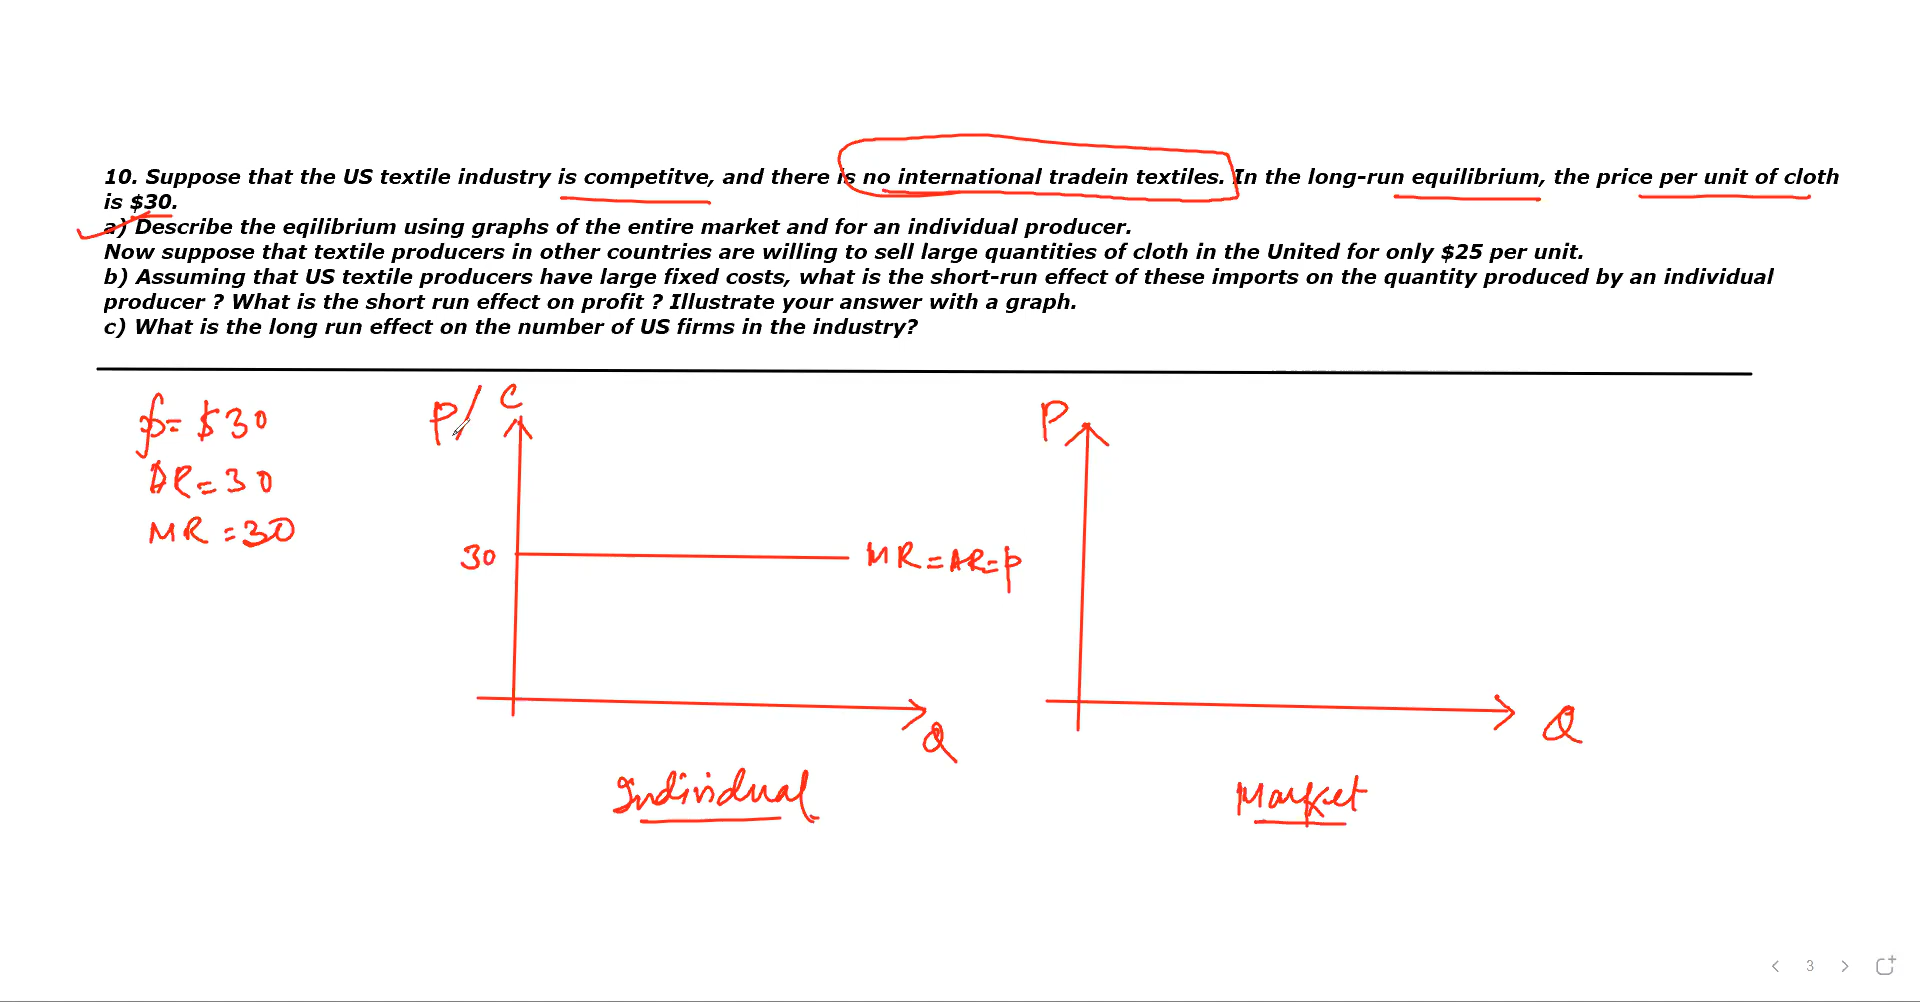 10. Suppose that the US textile industry is competitve, and there is no international tradein textiles. In the long-run equilibrium, the price per unit of cloth
is $30.
a) Describe the eqilibrium using graphs of the entire market and for an individual producer.
Now suppose that textile producers in other countries are willing to sell large quantities of cloth in the United for only $25 per unit.
b) Assuming that US textile producers have large fixed costs, what is the short-run effect of these imports on the quantity produced by an individual
producer ? What is the short run effect on profit ? Illustrate your answer with a graph.
c) What is the long run effect on the number of US firms in the industry?
P = $30
AR = 30
MR = 30
P/C
30
MR = AR = P
Q
Individual
P
Q
Market
3